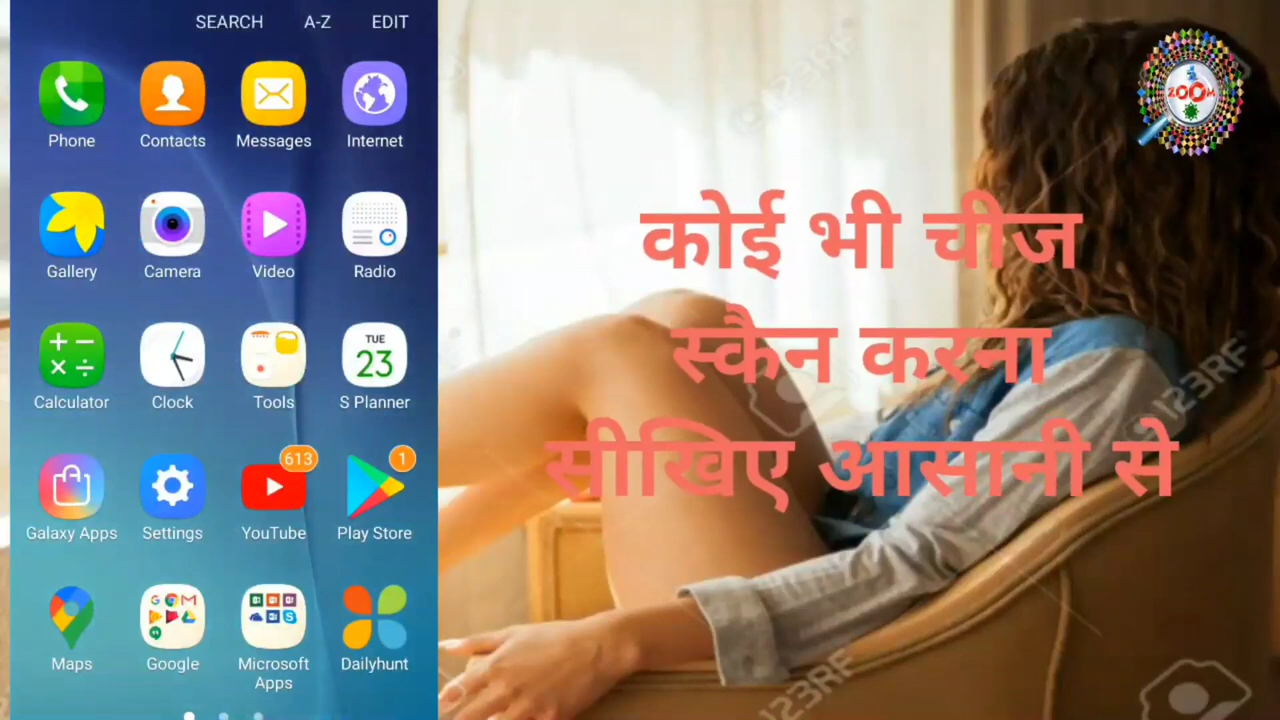 SEARCH A-Z EDIT
Phone Contacts Messages Internet
Gallery Camera Video Radio
TUE
23
Calculator Clock Tools S Planner
613 1
Galaxy Apps Settings YouTube Play Store
Maps Google Microsoft Apps Dailyhunt
ZOOM
कोई भी चीज
स्कैन करना
सीखिए आसानी से
123RF
123RF
123RF